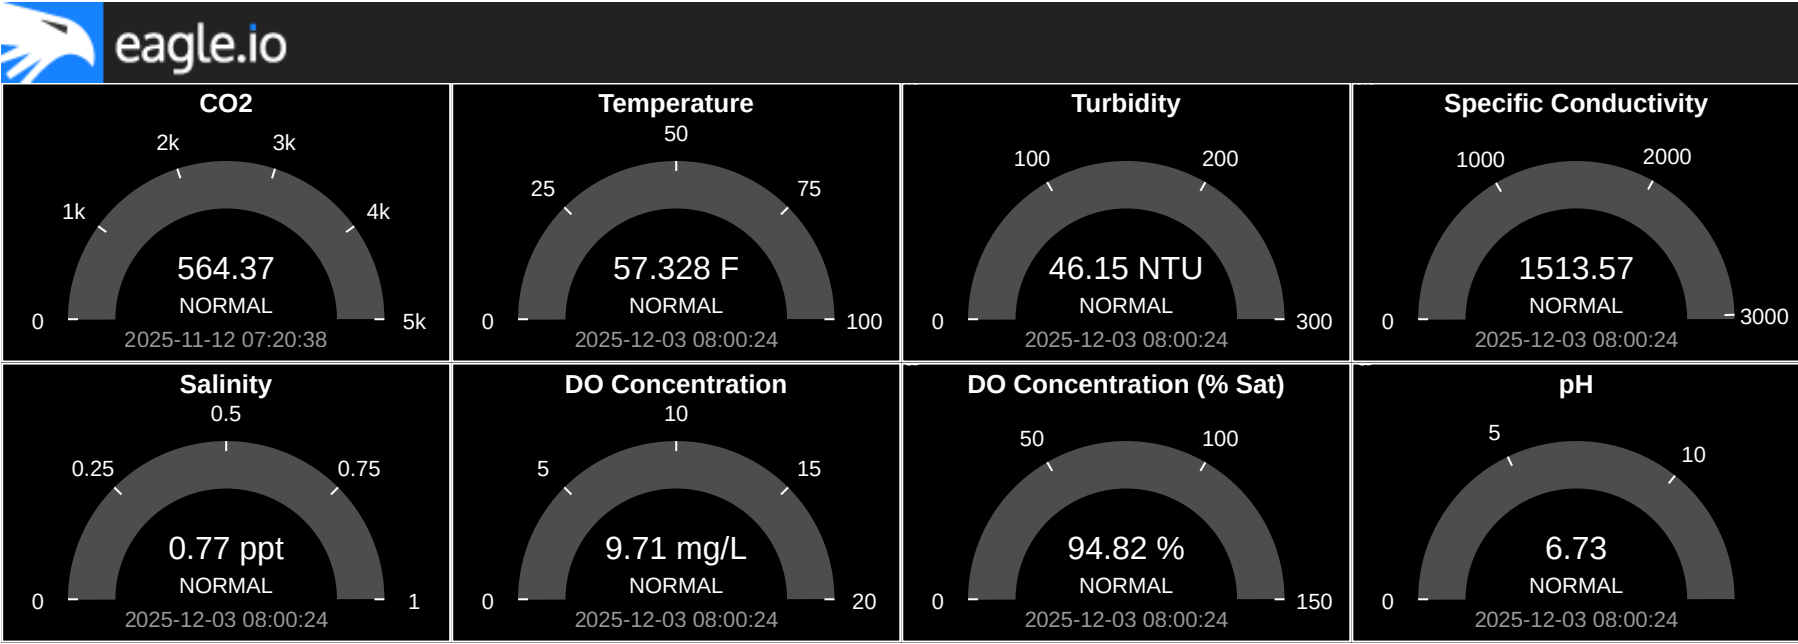 eagle.io
CO2
2k
3k
1k
4k
564.37
NORMAL
0
5k
2025-11-12 07:20:38
Temperature
50
25
75
57.328 F
NORMAL
0
100
2025-12-03 08:00:24
Turbidity
100
200
46.15 NTU
NORMAL
0
300
2025-12-03 08:00:24
Specific Conductivity
1000
2000
1513.57
NORMAL
0
3000
2025-12-03 08:00:24
Salinity
0.5
0.25
0.75
0.77 ppt
NORMAL
0
1
2025-12-03 08:00:24
DO Concentration
10
5
15
9.71 mg/L
NORMAL
0
20
2025-12-03 08:00:24
DO Concentration (% Sat)
50
100
94.82 %
NORMAL
0
150
2025-12-03 08:00:24
pH
5
10
6.73
NORMAL
0
2025-12-03 08:00:24